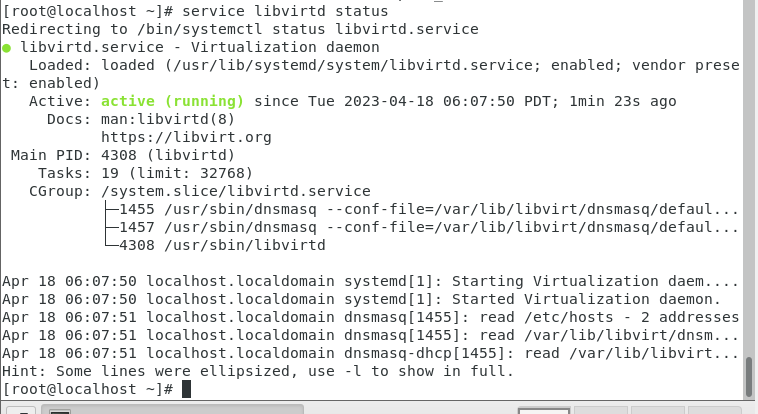 [root@localhost ~]# service libvirtd status
Redirecting to /bin/systemctl status libvirtd.service
● libvirtd.service - Virtualization daemon
   Loaded: loaded (/usr/lib/systemd/system/libvirtd.service; enabled; vendor prese
t: enabled)
   Active: active (running) since Tue 2023-04-18 06:07:50 PDT; 1min 23s ago
     Docs: man:libvirtd(8)
           https://libvirt.org
 Main PID: 4308 (libvirtd)
    Tasks: 19 (limit: 32768)
   CGroup: /system.slice/libvirtd.service
           ├─1455 /usr/sbin/dnsmasq --conf-file=/var/lib/libvirt/dnsmasq/defaul...
           ├─1457 /usr/sbin/dnsmasq --conf-file=/var/lib/libvirt/dnsmasq/defaul...
           └─4308 /usr/sbin/libvirtd

Apr 18 06:07:50 localhost.localdomain systemd[1]: Starting Virtualization daem....
Apr 18 06:07:50 localhost.localdomain systemd[1]: Started Virtualization daemon.
Apr 18 06:07:51 localhost.localdomain dnsmasq[1455]: read /etc/hosts - 2 addresses
Apr 18 06:07:51 localhost.localdomain dnsmasq[1455]: read /var/lib/libvirt/dnsm...
Apr 18 06:07:51 localhost.localdomain dnsmasq-dhcp[1455]: read /var/lib/libvirt...
Hint: Some lines were ellipsized, use -l to show in full.
[root@localhost ~]#